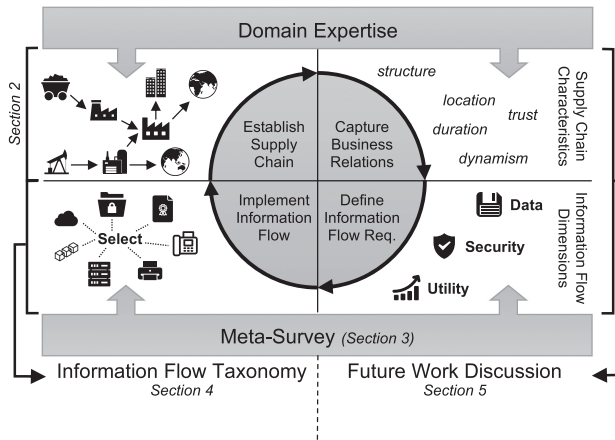 Domain Expertise
Section 2
structure
location
trust
duration
dynamism
Supply Chain
Characteristics
Establish
Supply
Chain
Capture
Business
Relations
Implement
Information
Flow
Define
Information
Flow Req.
Select
Data
Security
Utility
Information Flow
Dimensions
Meta-Survey (Section 3)
Information Flow Taxonomy
Section 4
Future Work Discussion
Section 5